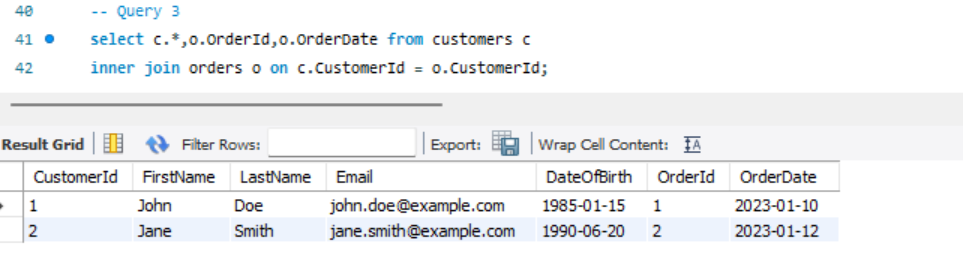 40 -- Query 3
41 select c.*,o.OrderId,o.OrderDate from customers c
42 inner join orders o on c.CustomerId = o.CustomerId;
Result Grid Filter Rows: Export: Wrap Cell Content: IA
CustomerId FirstName LastName Email DateOfBirth OrderId OrderDate
1 John Doe john.doe@example.com 1985-01-15 1 2023-01-10
2 Jane Smith jane.smith@example.com 1990-06-20 2 2023-01-12